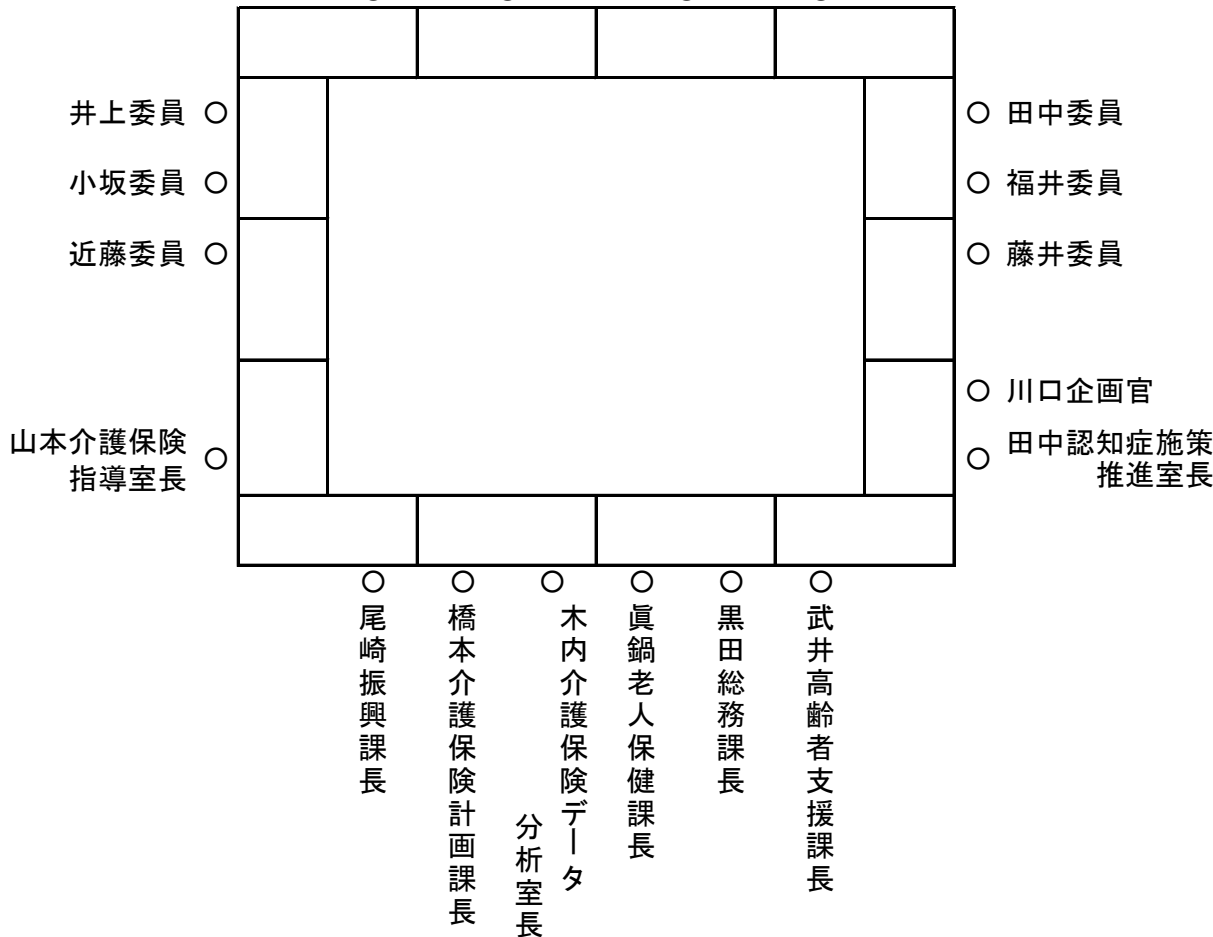 井上委員
小坂委員
近藤委員
山本介護保険
指導室長
田中委員
福井委員
藤井委員
川口企画官
田中認知症施策
推進室長
尾崎振興課長
橋本介護保険計画課長
木内介護保険データ
分析室長
眞鍋老人保健課長
黒田総務課長
武井高齢者支援課長